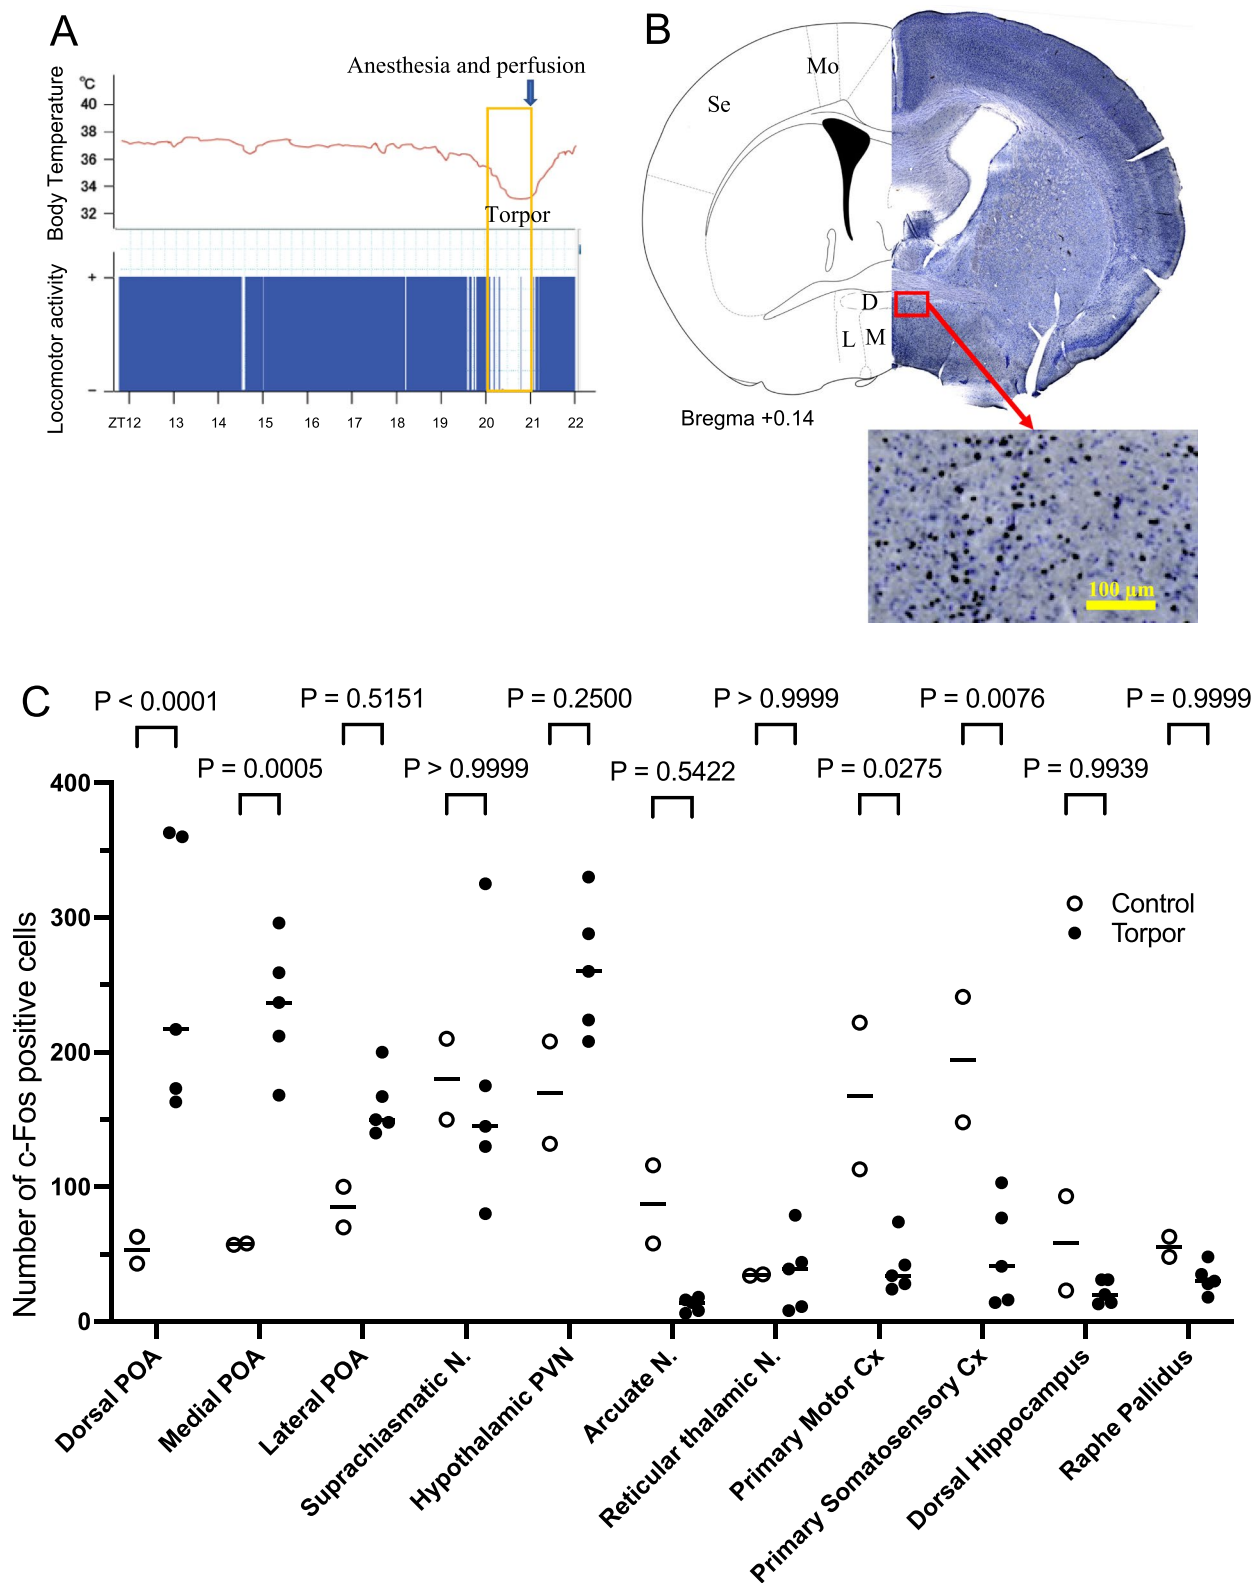 A
Anesthesia and perfusion
°C
40
38
36
34
32
Body Temperature
Torpor
Locomotor activity
+
−
ZT12 13 14 15 16 17 18 19 20 21 22
B
Mo
Se
D
L M
Bregma +0.14
100 µm
C
P < 0.0001 P = 0.5151 P = 0.2500 P > 0.9999 P = 0.0076 P = 0.9999
P = 0.0005 P > 0.9999 P = 0.5422 P = 0.0275 P = 0.9939
400
300
200
100
0
Number of c-Fos positive cells
Control
Torpor
Dorsal POA
Medial POA
Lateral POA
Suprachiasmatic N.
Hypothalamic PVN
Arcuate N.
Reticular thalamic N.
Primary Motor Cx
Primary Somatosensory Cx
Dorsal Hippocampus
Raphe Pallidus